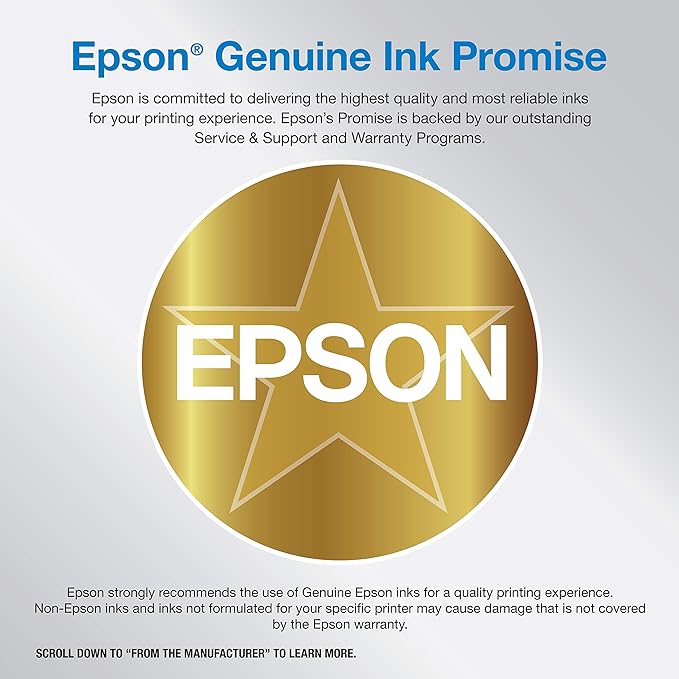 Epson® Genuine Ink Promise
Epson is committed to delivering the highest quality and most reliable inks
for your printing experience. Epson’s Promise is backed by our outstanding
Service & Support and Warranty Programs.
EPSON
Epson strongly recommends the use of Genuine Epson inks for a quality printing experience.
Non-Epson inks and inks not formulated for your specific printer may cause damage that is not covered
by the Epson warranty.
SCROLL DOWN TO “FROM THE MANUFACTURER” TO LEARN MORE.